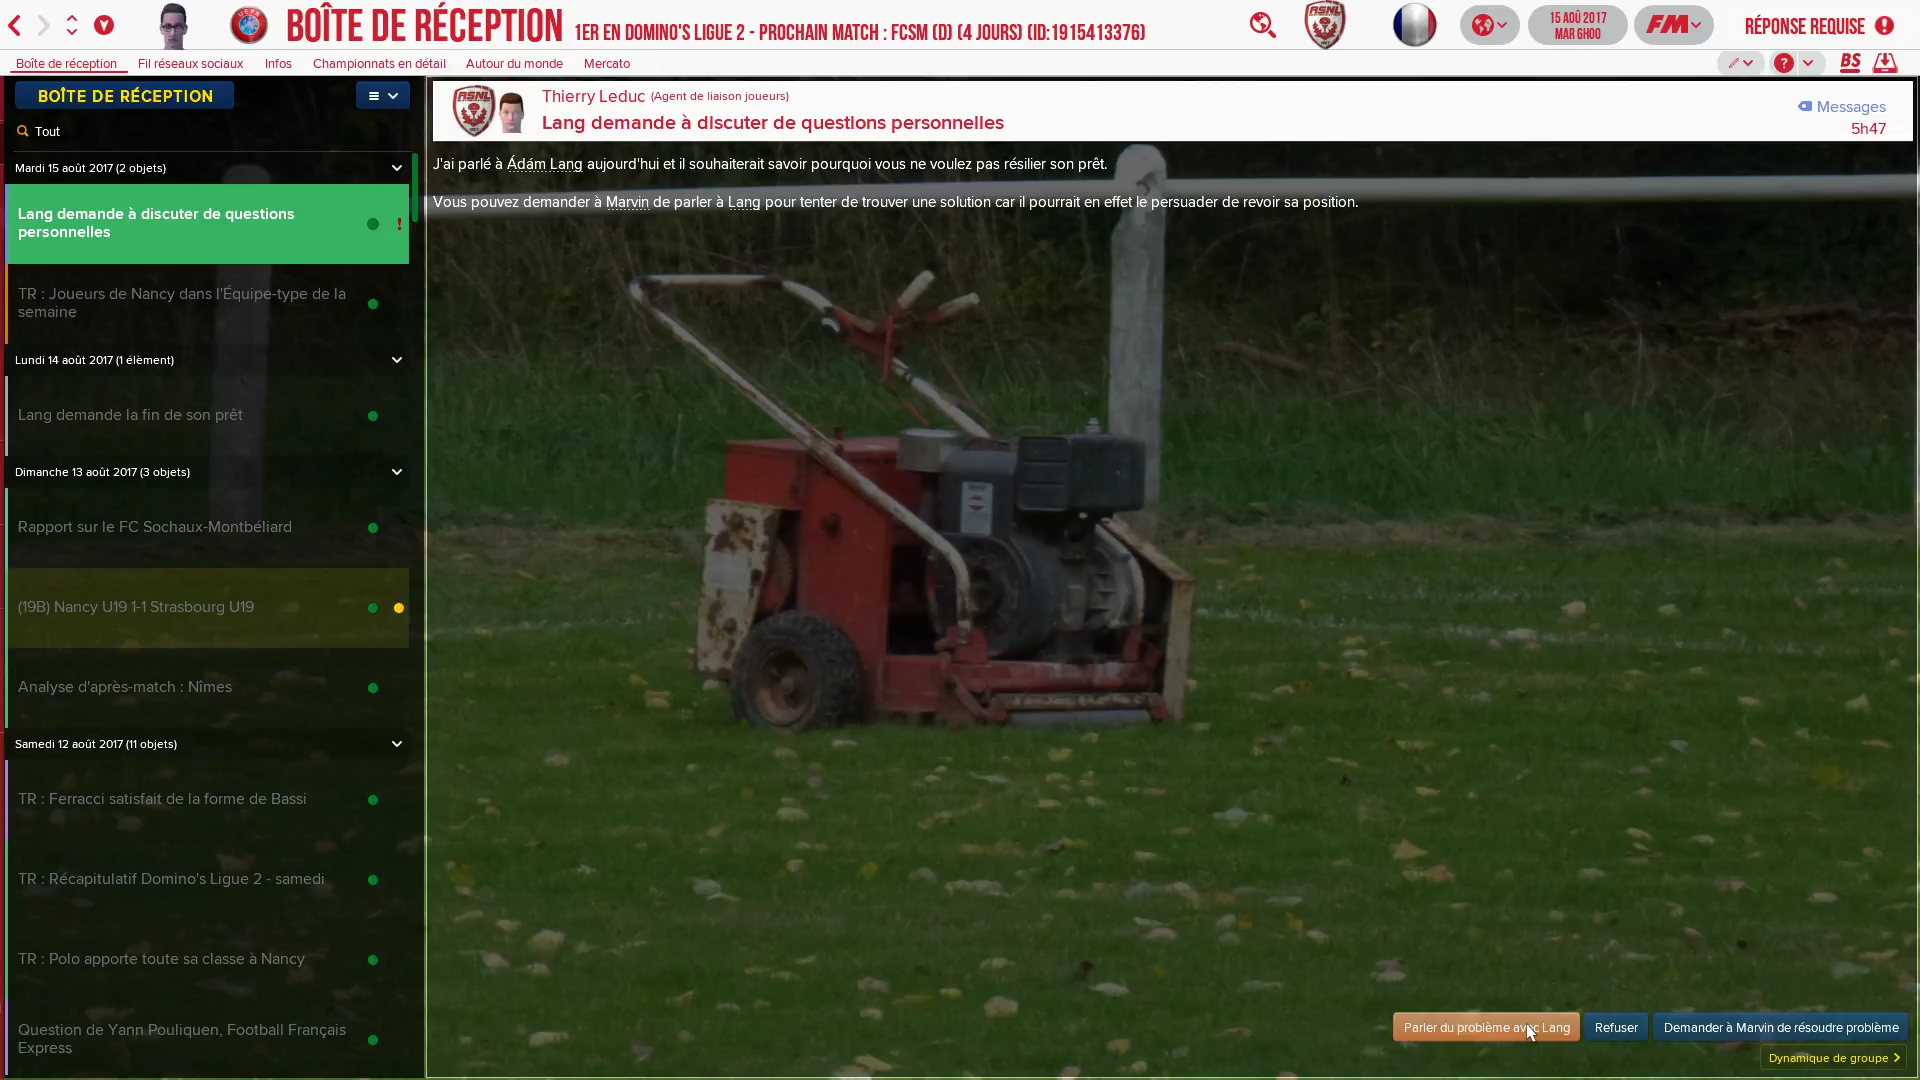 BOÎTE DE RÉCEPTION
1ER EN DOMINO'S LIGUE 2 - PROCHAIN MATCH : FCSM (D) (4 JOURS) (ID:1915413376)
ASNL
15 AOÛ 2017
MAR 6H00
FM
RÉPONSE REQUISE
Boîte de réception
Fil réseaux sociaux
Infos
Championnats en détail
Autour du monde
Mercato
BS
BOÎTE DE RÉCEPTION
Tout
Mardi 15 août 2017 (2 objets)
Lang demande à discuter de questions
personnelles
!
TR : Joueurs de Nancy dans l'Équipe-type de la
semaine
Lundi 14 août 2017 (1 élèment)
Lang demande la fin de son prêt
Dimanche 13 août 2017 (3 objets)
Rapport sur le FC Sochaux-Montbéliard
(19B) Nancy U19 1-1 Strasbourg U19
Analyse d'après-match : Nîmes
Samedi 12 août 2017 (11 objets)
TR : Ferracci satisfait de la forme de Bassi
TR : Récapitulatif Domino's Ligue 2 - samedi
TR : Polo apporte toute sa classe à Nancy
Question de Yann Pouliquen, Football Français
Express
ASNL
Thierry Leduc (Agent de liaison joueurs)
Lang demande à discuter de questions personnelles
Messages
5h47
J'ai parlé à Ádám Lang aujourd'hui et il souhaiterait savoir pourquoi vous ne voulez pas résilier son prêt.
Vous pouvez demander à Marvin de parler à Lang pour tenter de trouver une solution car il pourrait en effet le persuader de revoir sa position.
Parler du problème avec Lang
Refuser
Demander à Marvin de résoudre problème
Dynamique de groupe